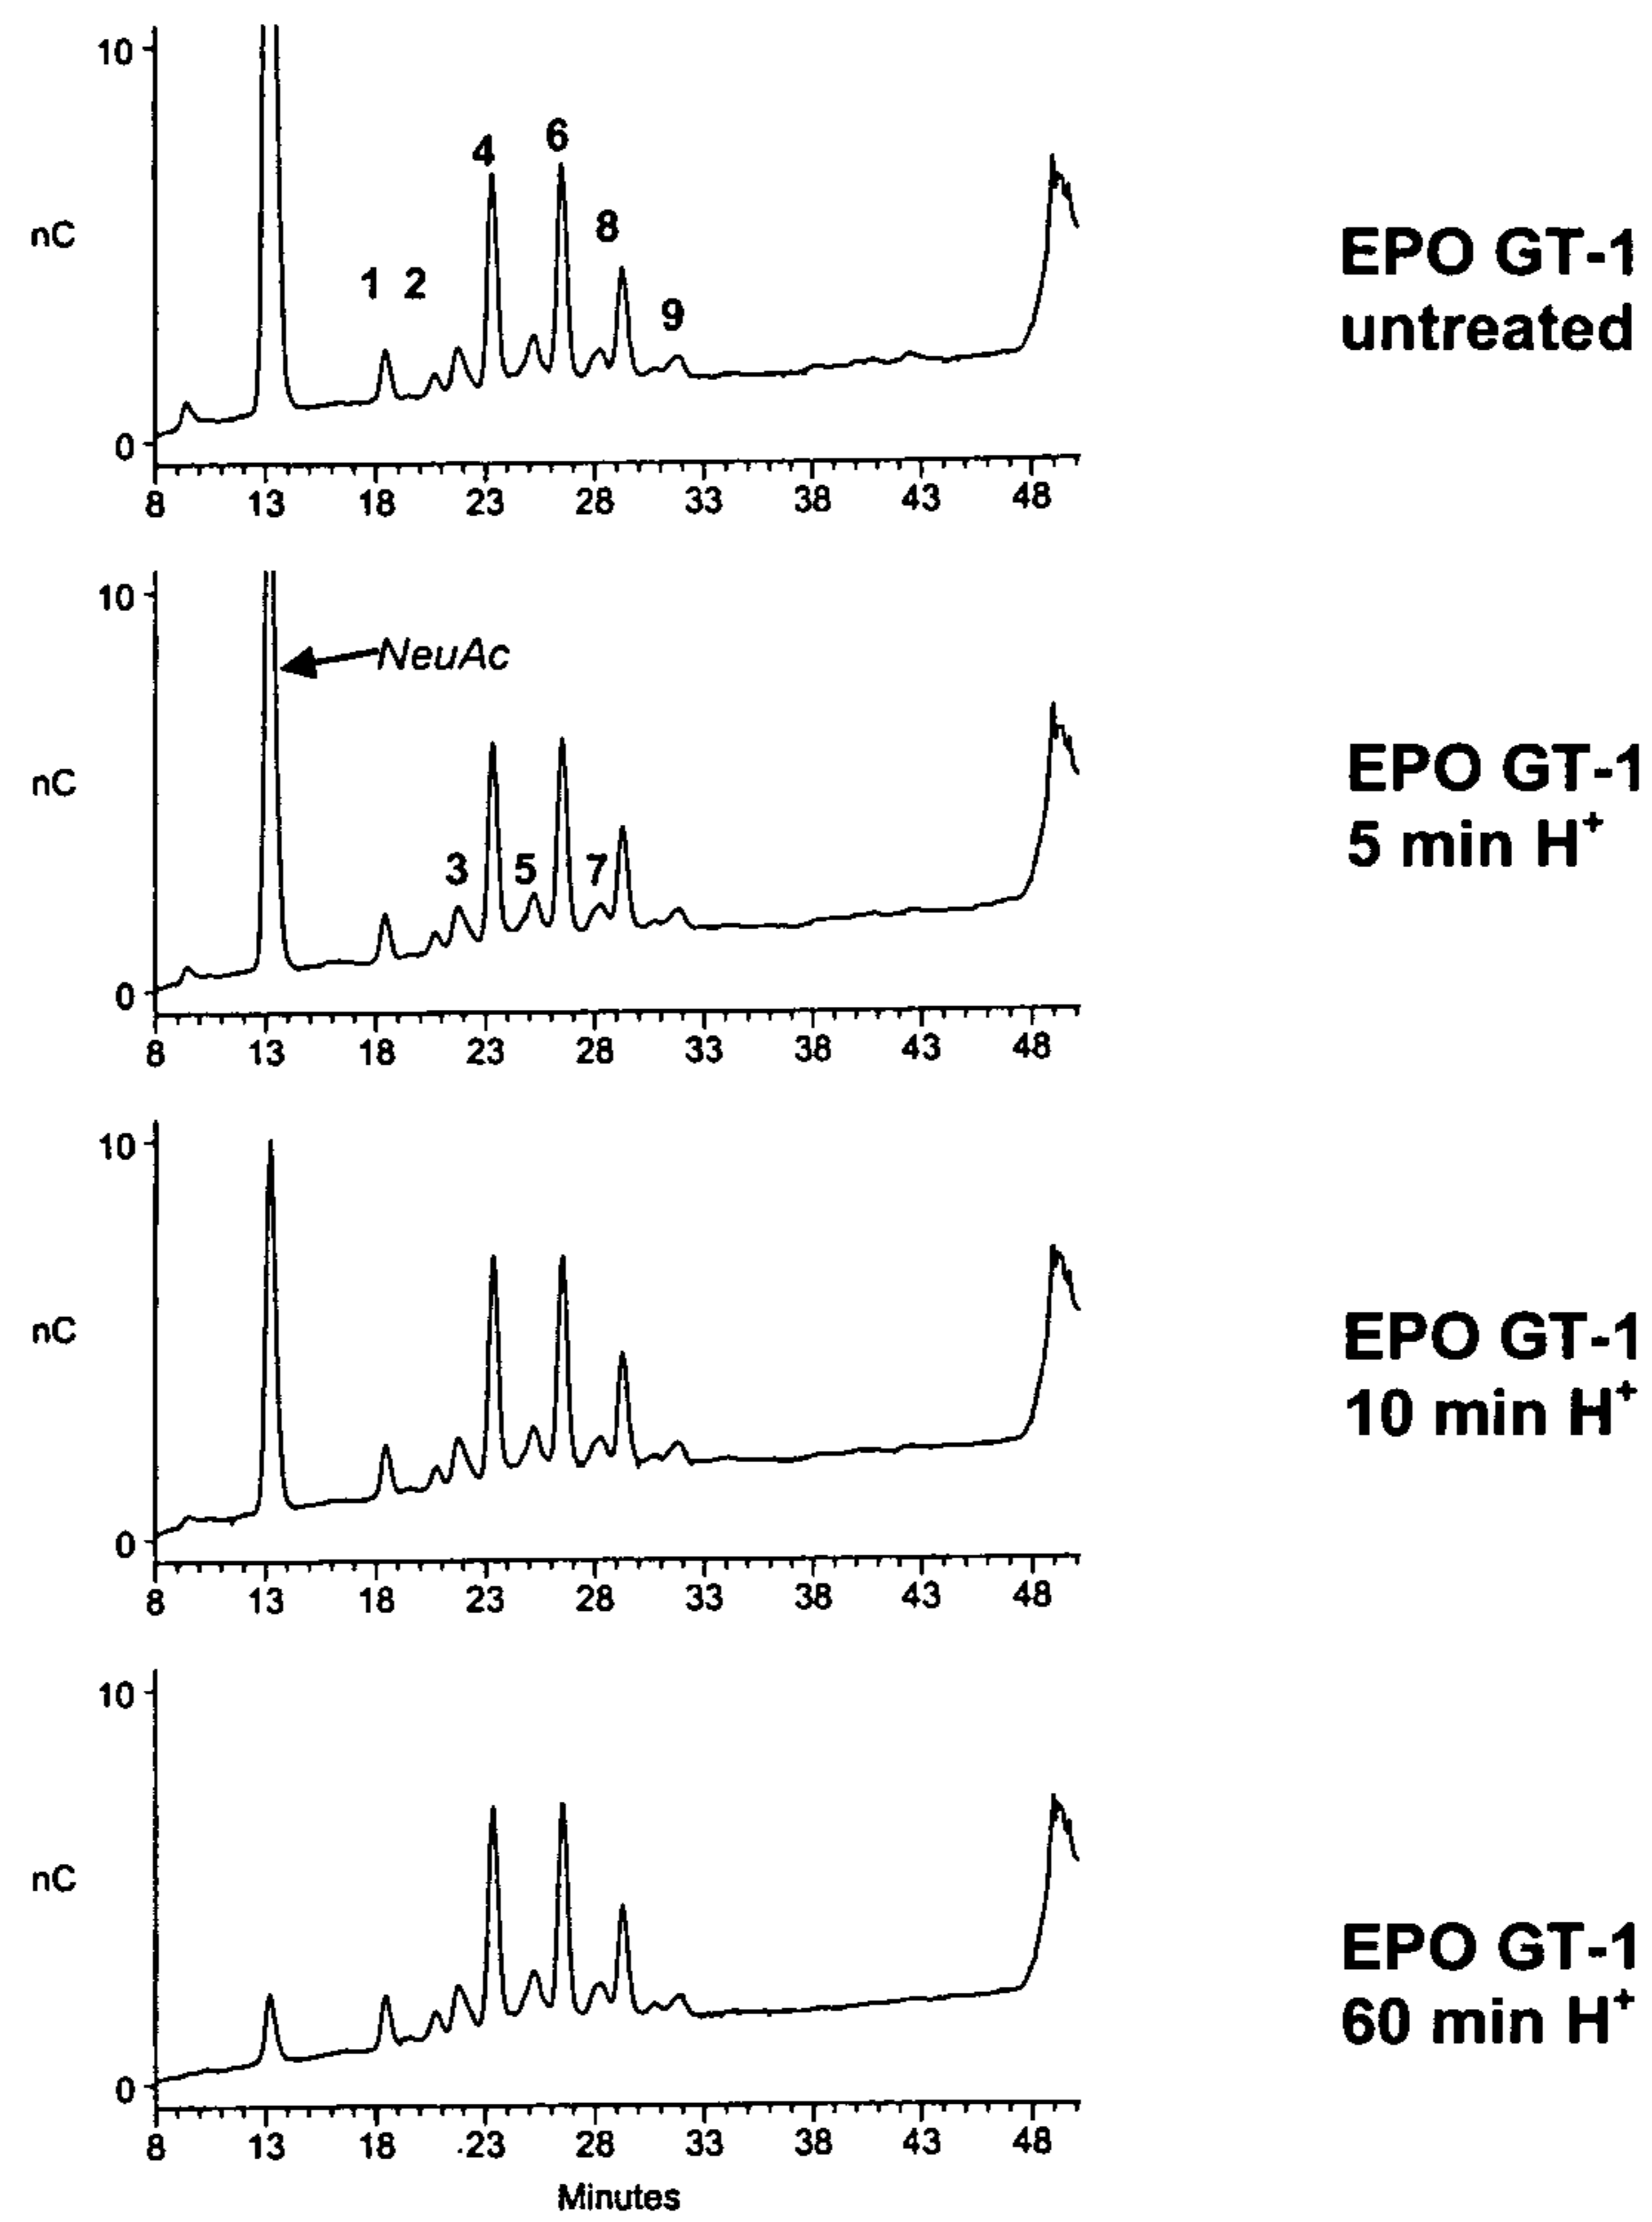 10
4
6
8
nC
1 2
9
0
8 13 18 23 28 33 38 43 48
EPO GT-1
untreated
10
NeuAc
nC
3 5 7
0
8 13 18 23 28 33 38 43 48
EPO GT-1
5 min H⁺
10
nC
0
8 13 18 23 28 33 38 43 48
EPO GT-1
10 min H⁺
10
nC
0
8 13 18 23 28 33 38 43 48
Minutes
EPO GT-1
60 min H⁺